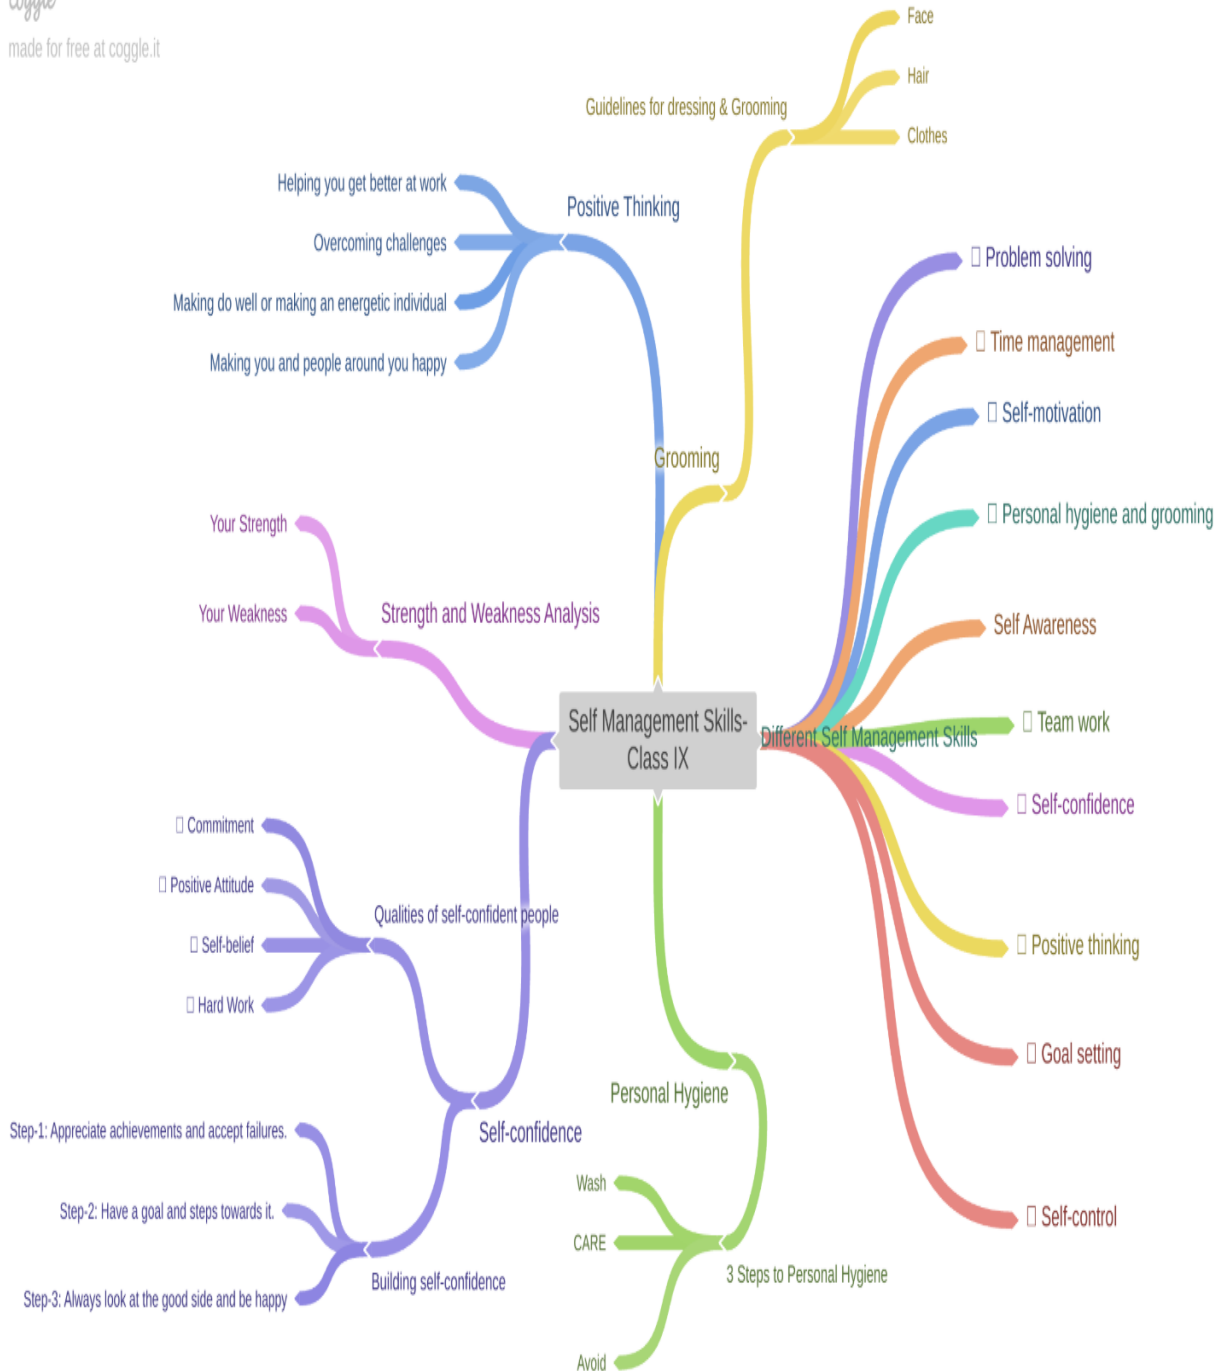 coggle
made for free at coggle.it
Face
Hair
Clothes
Guidelines for dressing & Grooming
Grooming
Positive Thinking
Helping you get better at work
Overcoming challenges
Making do well or making an energetic individual
Making you and people around you happy
Strength and Weakness Analysis
Your Strength
Your Weakness
Self Management Skills-
Class IX
Different Self Management Skills
Problem solving
Time management
Self-motivation
Personal hygiene and grooming
Self Awareness
Team work
Self-confidence
Positive thinking
Goal setting
Self-control
Self-confidence
Qualities of self-confident people
Commitment
Positive Attitude
Self-belief
Hard Work
Building self-confidence
Step-1: Appreciate achievements and accept failures.
Step-2: Have a goal and steps towards it.
Step-3: Always look at the good side and be happy
Personal Hygiene
3 Steps to Personal Hygiene
Wash
CARE
Avoid